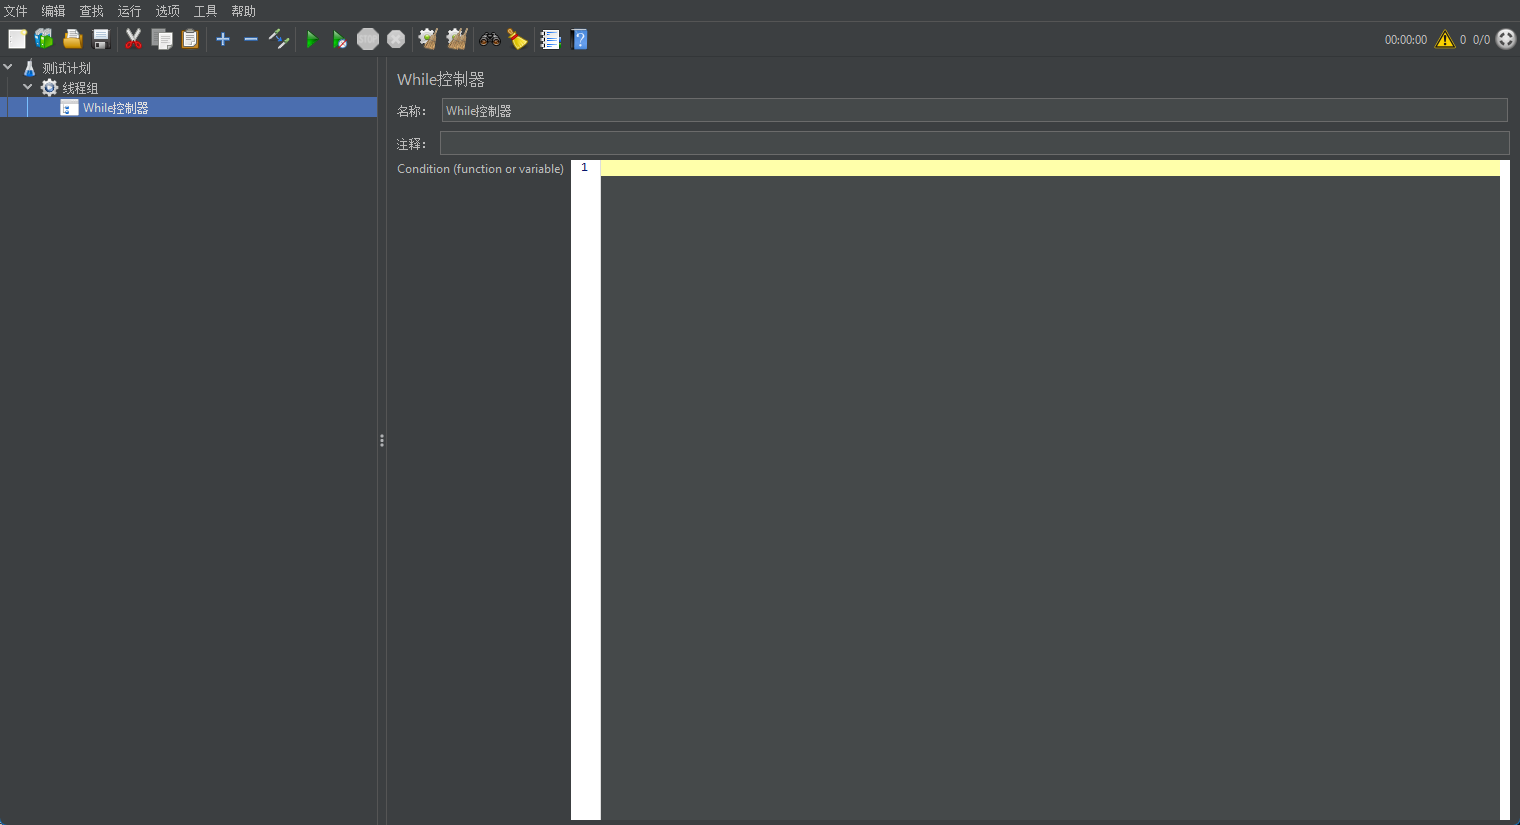 文件 编辑 查找 运行 选项 工具 帮助
00:00:00 0 0/0
测试计划
线程组
While控制器
While控制器
名称： While控制器
注释：
Condition (function or variable) 1